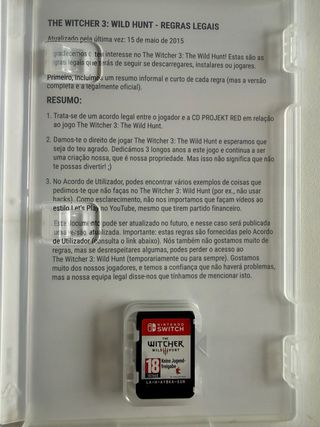 THE WITCHER 3: WILD HUNT - REGRAS LEGAIS
Atualizado pela última vez: 15 de maio de 2015
gradecemos o teu interesse no The Witcher 3: The Wild Hunt! Estas são as
gras legais que terás de seguir se descarregares, instalares ou jogares.
Primeiro, incluímos um resumo informal e curto de cada regra (mas a versão
completa é a legalmente oficial).
RESUMO:
1. Trata-se de um acordo legal entre o jogador e a CD PROJEKT RED em relação
ao jogo The Witcher 3: The Wild Hunt.
2. Damos-te o direito de jogar The Witcher 3: The Wild Hunt e esperamos que
seja do teu agrado. Dedicámos 3 longos anos a este jogo e continua a ser
uma criação nossa, que é nossa propriedade. Mas isso não significa que não
te possas divertir! ;)
3. No Acordo de Utilizador, podes encontrar vários exemplos de coisas que
pedimos-te que não faças no The Witcher 3: Wild Hunt (por ex., não usar
hacks). Como esclarecimento, não nos importamos que façam vídeos ao
estilo Let's Play no YouTube, mesmo que tirem partido financeiro.
Este documento pode ser atualizado no futuro, e nesse caso será publicada
uma versão atualizada. Importante: estas regras são fornecidas pelo Acordo
de Utilizador (consulta o link abaixo). Nós também não gostamos muito de
regras, mas se desrespeitares algumas, podes perder o acesso ao
The Witcher 3: Wild Hunt (temporariamente ou para sempre). Gostamos
muito dos nossos jogadores, e temos a confiança que não haverá problemas,
mas a nossa equipa legal disse-nos que tínhamos de mencionar isto.
NINTENDO
SWITCH
THE
WITCHER
WILD HUNT
18
Keine Jugend-
freigabe
LA-H-AYBKA-EUR